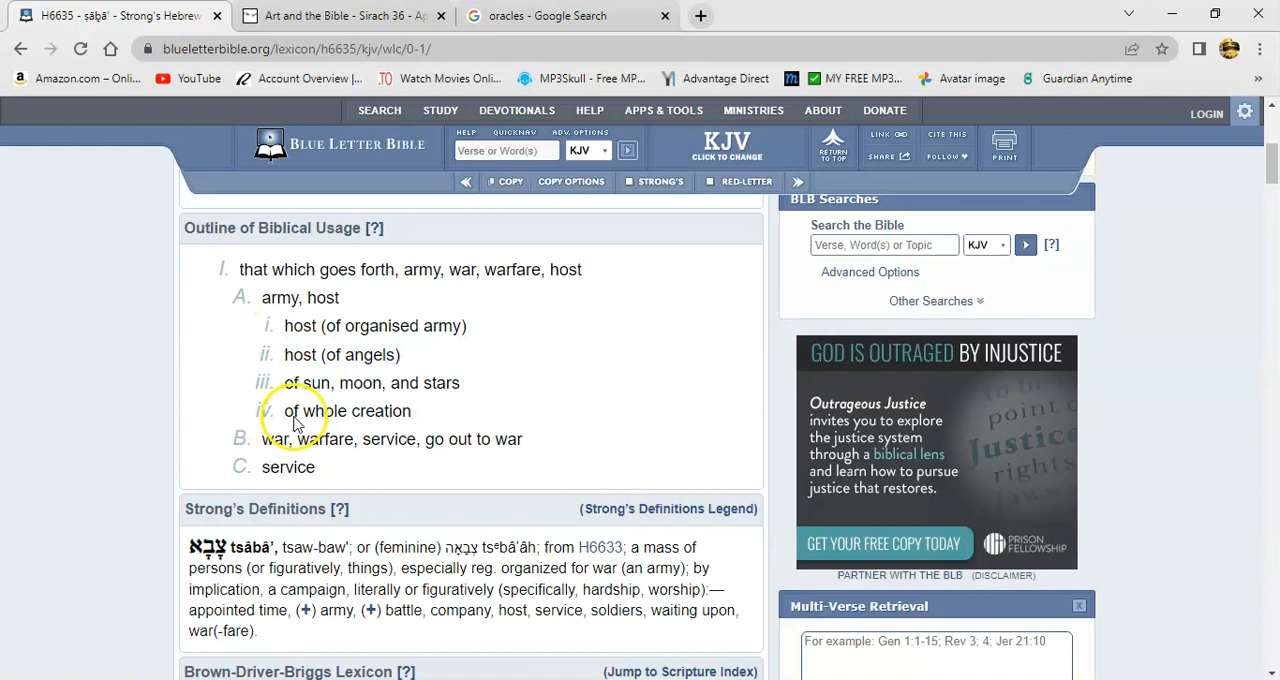 H6635 - ṣāḇā' - Strong's Hebrew
Art and the Bible - Sirach 36 - Ap
oracles - Google Search
blueletterbible.org/lexicon/h6635/kjv/wlc/0-1/
Amazon.com – Onli...
YouTube
Account Overview |...
.TO Watch Movies Onl...
MP3Skull - Free MP...
Advantage Direct
MY FREE MP3...
Avatar image
Guardian Anytime
»
SEARCH STUDY DEVOTIONALS HELP APPS & TOOLS MINISTRIES ABOUT DONATE
LOGIN
BLUE LETTER BIBLE
HELP QUICKNAV ADV. OPTIONS
Verse or Word(s) KJV
KJV
CLICK TO CHANGE
RETURN
TO TOP
LINK
CITE THIS
SHARE
FOLLOW
PRINT
COPY COPY OPTIONS STRONG'S RED-LETTER
Outline of Biblical Usage [?]
I. that which goes forth, army, war, warfare, host
A. army, host
i. host (of organised army)
ii. host (of angels)
iii. of sun, moon, and stars
iv. of whole creation
B. war, warfare, service, go out to war
C. service
Strong's Definitions [?] (Strong's Definitions Legend)
צָבָא tsâbâʼ, tsaw-baw'; or (feminine) צְבָאָה tsᵉbâʼâh; from H6633; a mass of
persons (or figuratively, things), especially reg. organized for war (an army); by
implication, a campaign, literally or figuratively (specifically, hardship, worship):—
appointed time, (+) army, (+) battle, company, host, service, soldiers, waiting upon,
war(-fare).
Brown-Driver-Briggs Lexicon [?] (Jump to Scripture Index)
BLB Searches
Search the Bible
Verse, Word(s) or Topic KJV [?]
Advanced Options
Other Searches
GOD IS OUTRAGED BY INJUSTICE
Outrageous Justice
invites you to explore
the justice system
through a biblical lens
and learn how to pursue
justice that restores.
point
Justice
rights
GET YOUR FREE COPY TODAY
PRISON
FELLOWSHIP
PARTNER WITH THE BLB (DISCLAIMER)
Multi-Verse Retrieval
For example: Gen 1:1-15; Rev 3; 4; Jer 21:10